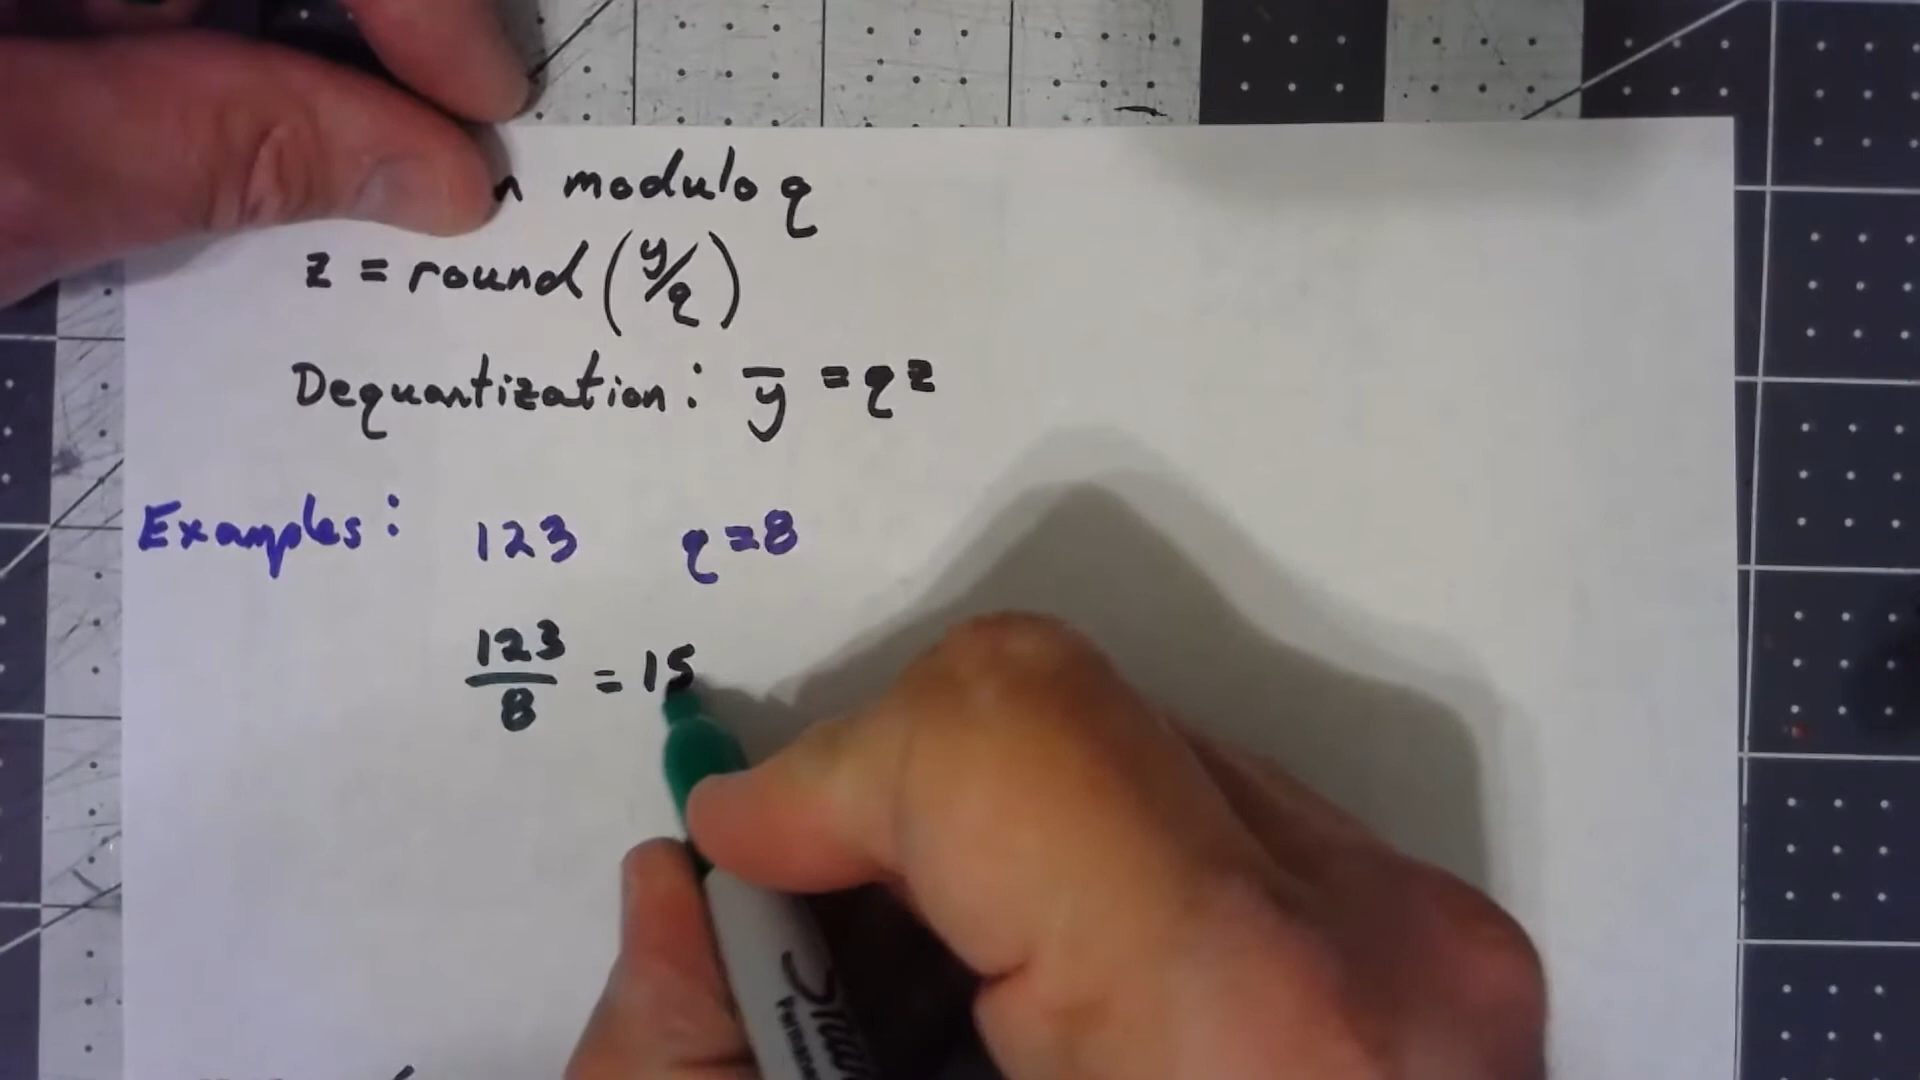 modulo q
z = round (y/q)
Dequantization: y̅ = qz
Examples: 123 q=8
123/8 = 15